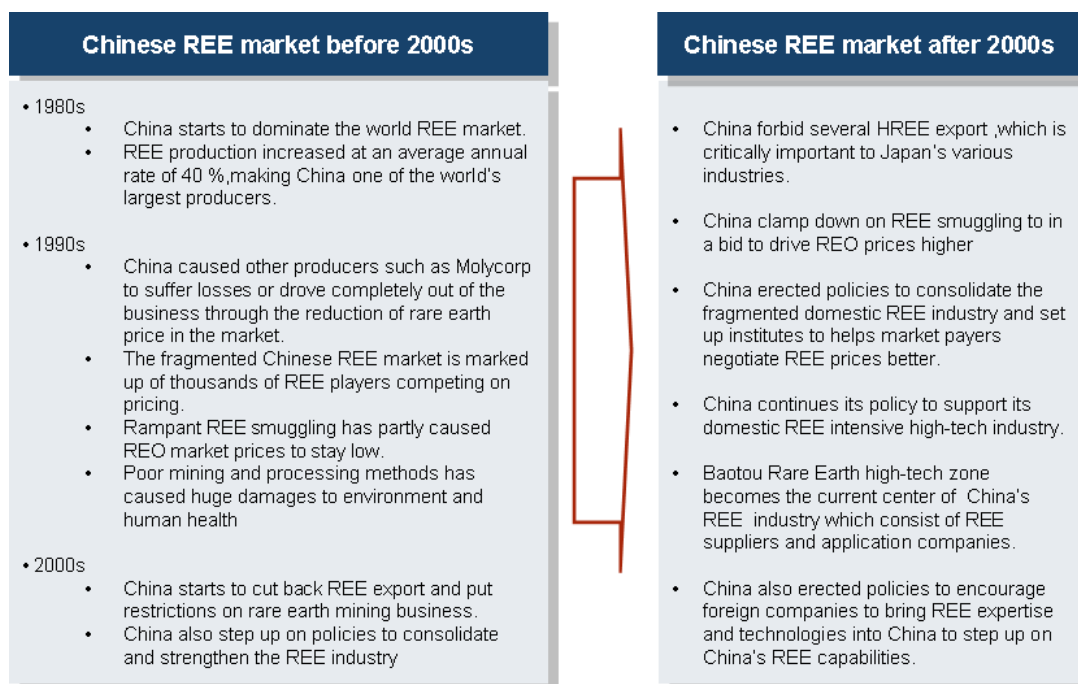 Chinese REE market before 2000s
• 1980s
• China starts to dominate the world REE market.
• REE production increased at an average annual
rate of 40 %,making China one of the world's
largest producers.
• 1990s
• China caused other producers such as Molycorp
to suffer losses or drove completely out of the
business through the reduction of rare earth
price in the market.
• The fragmented Chinese REE market is marked
up of thousands of REE players competing on
pricing.
• Rampant REE smuggling has partly caused
REO market prices to stay low.
• Poor mining and processing methods has
caused huge damages to environment and
human health
• 2000s
• China starts to cut back REE export and put
restrictions on rare earth mining business.
• China also step up on policies to consolidate
and strengthen the REE industry
Chinese REE market after 2000s
• China forbid several HREE export ,which is
critically important to Japan's various
industries.
• China clamp down on REE smuggling to in
a bid to drive REO prices higher
• China erected policies to consolidate the
fragmented domestic REE industry and set
up institutes to helps market payers
negotiate REE prices better.
• China continues its policy to support its
domestic REE intensive high-tech industry.
• Baotou Rare Earth high-tech zone
becomes the current center of China's
REE industry which consist of REE
suppliers and application companies.
• China also erected policies to encourage
foreign companies to bring REE expertise
and technologies into China to step up on
China's REE capabilities.